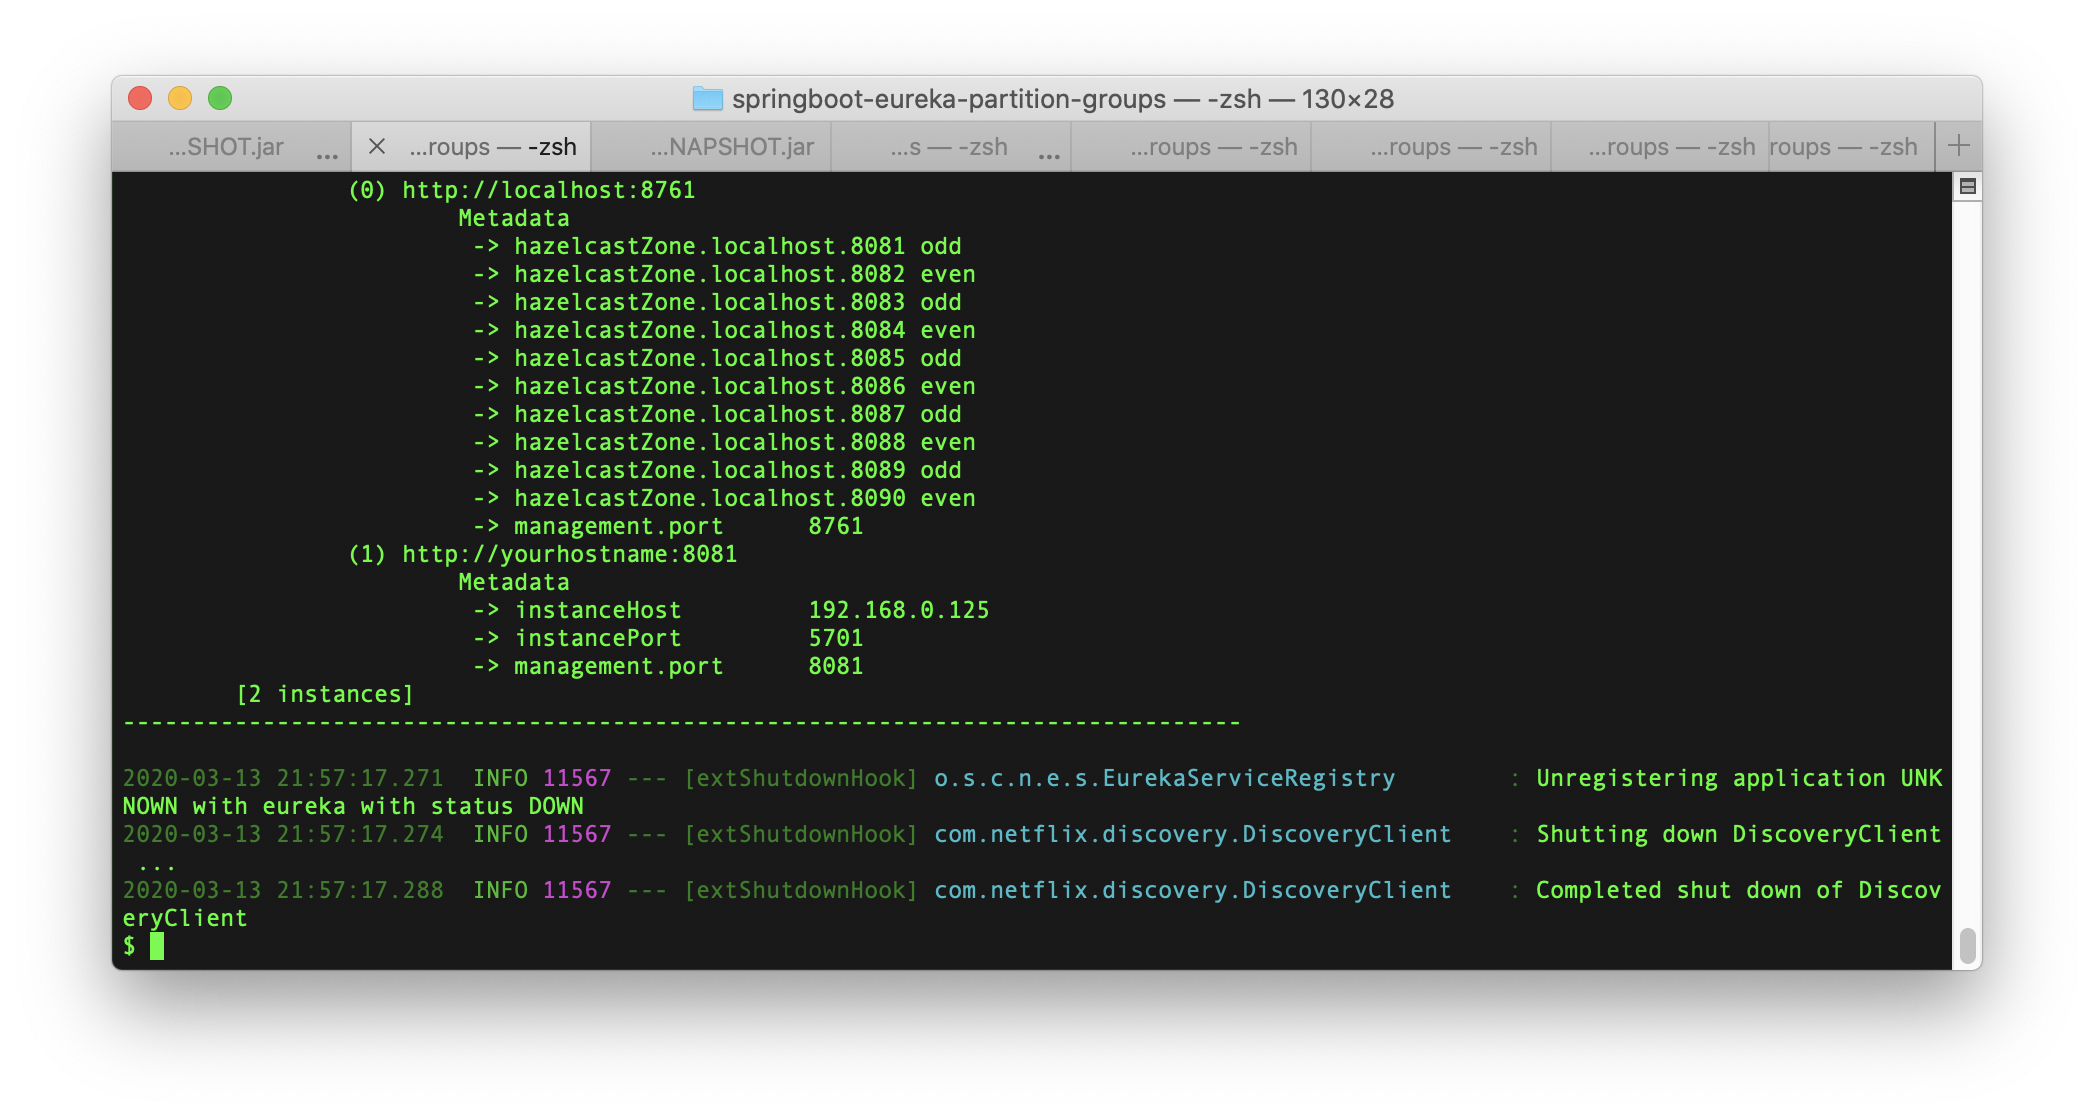 springboot-eureka-partition-groups — -zsh — 130×28
...SHOT.jar ... × ...roups — -zsh ...NAPSHOT.jar ...s — -zsh ... ...roups — -zsh ...roups — -zsh ...roups — -zsh roups — -zsh +
(0) http://localhost:8761
Metadata
-> hazelcastZone.localhost.8081 odd
-> hazelcastZone.localhost.8082 even
-> hazelcastZone.localhost.8083 odd
-> hazelcastZone.localhost.8084 even
-> hazelcastZone.localhost.8085 odd
-> hazelcastZone.localhost.8086 even
-> hazelcastZone.localhost.8087 odd
-> hazelcastZone.localhost.8088 even
-> hazelcastZone.localhost.8089 odd
-> hazelcastZone.localhost.8090 even
-> management.port 8761
(1) http://yourhostname:8081
Metadata
-> instanceHost 192.168.0.125
-> instancePort 5701
-> management.port 8081
[2 instances]
--------------------------------------------------------------------------------
2020-03-13 21:57:17.271 INFO 11567 --- [extShutdownHook] o.s.c.n.e.s.EurekaServiceRegistry : Unregistering application UNK
NOWN with eureka with status DOWN
2020-03-13 21:57:17.274 INFO 11567 --- [extShutdownHook] com.netflix.discovery.DiscoveryClient : Shutting down DiscoveryClient
...
2020-03-13 21:57:17.288 INFO 11567 --- [extShutdownHook] com.netflix.discovery.DiscoveryClient : Completed shut down of Discov
eryClient
$